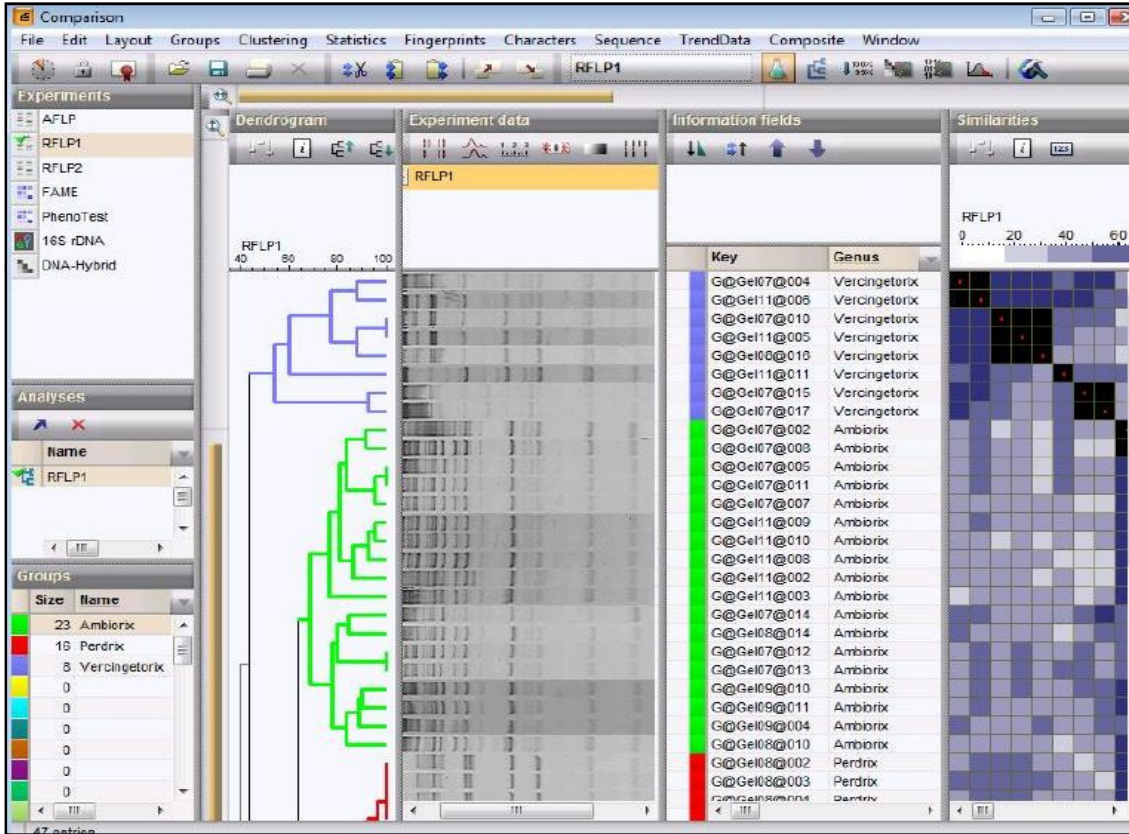 Comparison
File Edit Layout Groups Clustering Statistics Fingerprints Characters Sequence TrendData Composite Window
RFLP1
Experiments
AFLP
RFLP1
RFLP2
FAME
PhenoTest
16S rDNA
DNA-Hybrid
Analyses
Name
RFLP1
Groups
Size Name
23 Ambiorix
16 Perdrix
8 Vercingetorix
0
0
0
0
0
0
47 entries
Dendrogram
RFLP1
40 60 80 100
Experiment data
RFLP1
Information fields
Key Genus
G@Gel07@004 Vercingetorix
G@Gel11@006 Vercingetorix
G@Gel07@010 Vercingetorix
G@Gel11@005 Vercingetorix
G@Gel08@016 Vercingetorix
G@Gel11@011 Vercingetorix
G@Gel07@015 Vercingetorix
G@Gel07@017 Vercingetorix
G@Gel07@002 Ambiorix
G@Gel07@008 Ambiorix
G@Gel07@005 Ambiorix
G@Gel07@011 Ambiorix
G@Gel07@007 Ambiorix
G@Gel11@009 Ambiorix
G@Gel11@010 Ambiorix
G@Gel11@008 Ambiorix
G@Gel11@002 Ambiorix
G@Gel11@003 Ambiorix
G@Gel07@014 Ambiorix
G@Gel08@014 Ambiorix
G@Gel07@012 Ambiorix
G@Gel07@013 Ambiorix
G@Gel09@010 Ambiorix
G@Gel09@011 Ambiorix
G@Gel09@004 Ambiorix
G@Gel08@010 Ambiorix
G@Gel08@002 Perdrix
G@Gel08@003 Perdrix
G@Gel08@004 Perdrix
Similarities
RFLP1
0 20 40 60